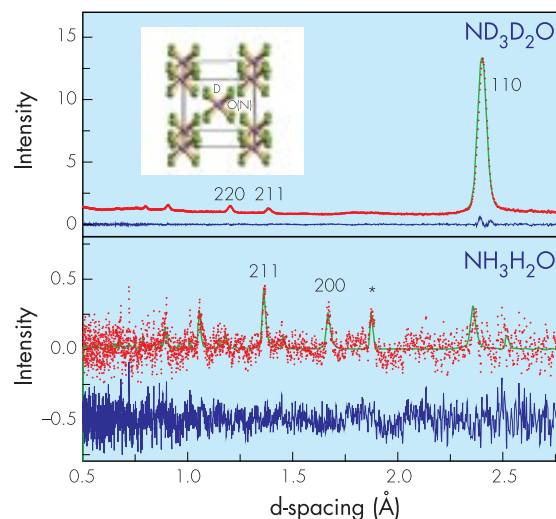 ND₃D₂O
15
10
5
0
Intensity
D
O(N)
220
211
110
NH₃H₂O
0.5
0.0
−0.5
Intensity
211
200
*
0.5
1.0
1.5
2.0
2.5
d-spacing (Å)